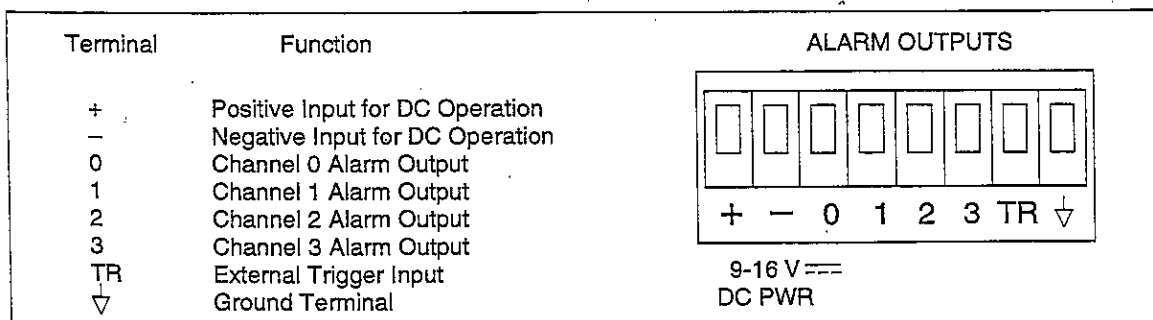 Terminal Function
+ Positive Input for DC Operation
− Negative Input for DC Operation
0 Channel 0 Alarm Output
1 Channel 1 Alarm Output
2 Channel 2 Alarm Output
3 Channel 3 Alarm Output
TR External Trigger Input
⏚ Ground Terminal
ALARM OUTPUTS
+ − 0 1 2 3 TR ⏚
9-16 V ⎓
DC PWR